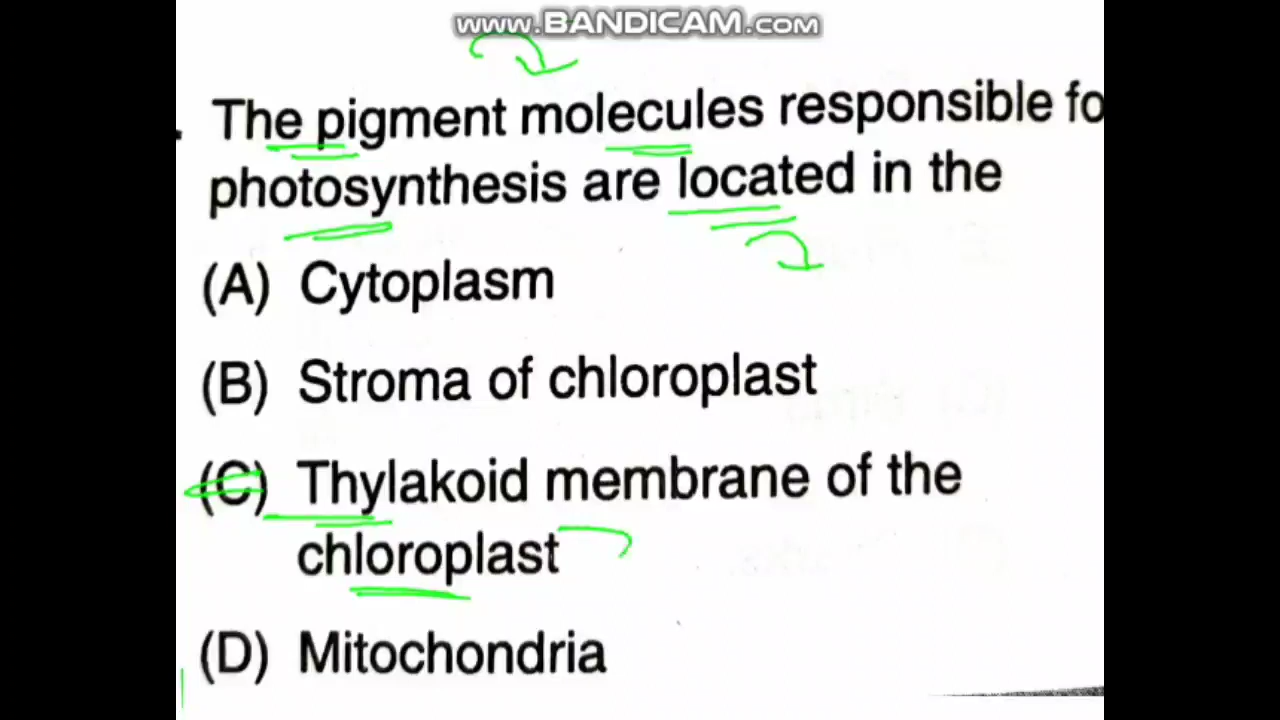 www.BANDICAM.com
. The pigment molecules responsible fo
photosynthesis are located in the
(A) Cytoplasm
(B) Stroma of chloroplast
(C) Thylakoid membrane of the
chloroplast
(D) Mitochondria